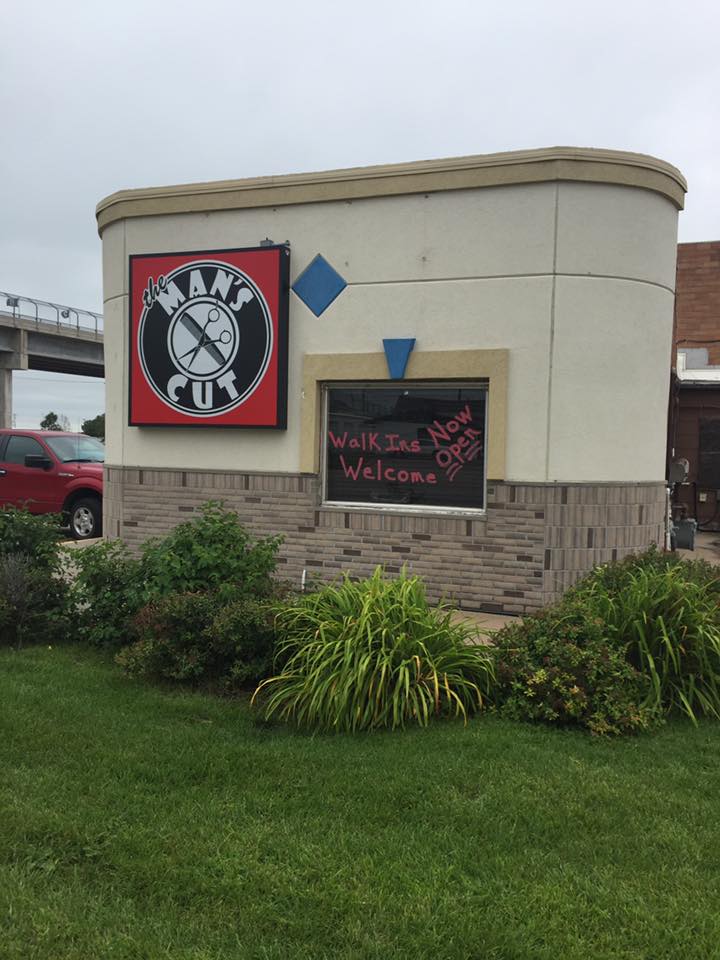 the
MAN'S
CUT
Walk Ins
Welcome
Now
Open